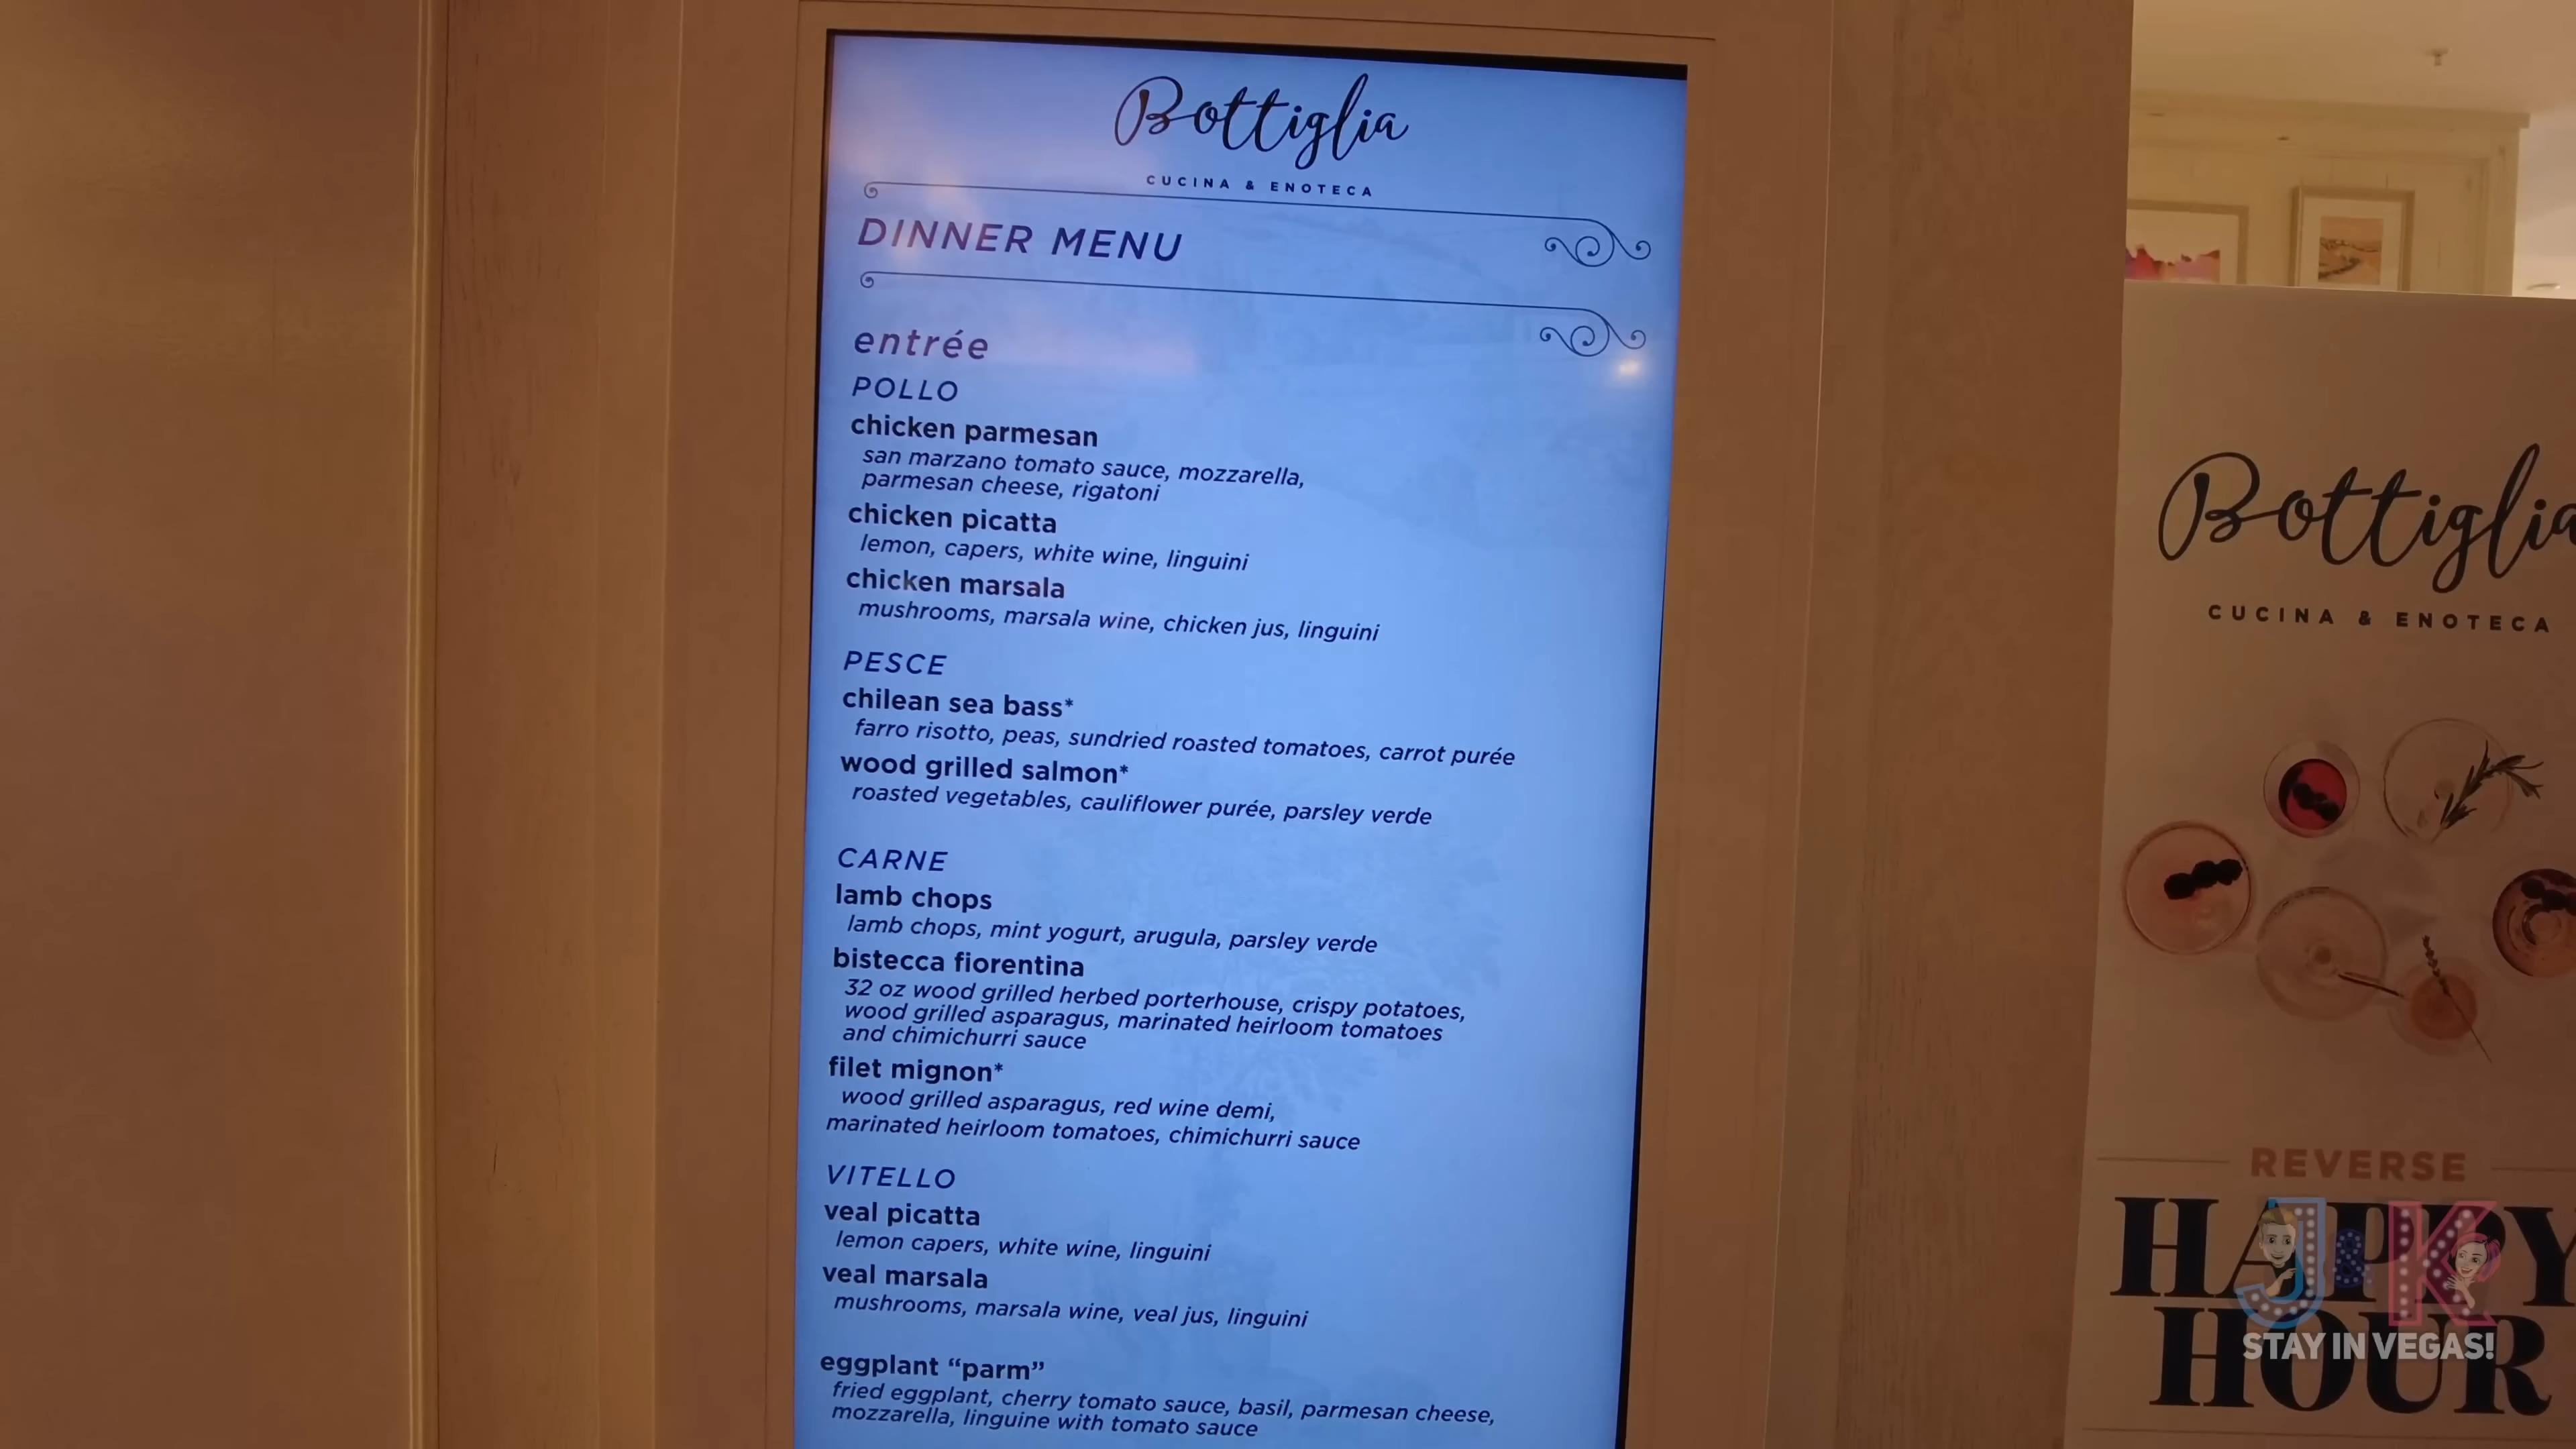 Bottiglia
CUCINA & ENOTECA
DINNER MENU
entrée
POLLO
chicken parmesan
san marzano tomato sauce, mozzarella,
parmesan cheese, rigatoni
chicken picatta
lemon, capers, white wine, linguini
chicken marsala
mushrooms, marsala wine, chicken jus, linguini
PESCE
chilean sea bass*
farro risotto, peas, sundried roasted tomatoes, carrot purée
wood grilled salmon*
roasted vegetables, cauliflower purée, parsley verde
CARNE
lamb chops
lamb chops, mint yogurt, arugula, parsley verde
bistecca fiorentina
32 oz wood grilled herbed porterhouse, crispy potatoes,
wood grilled asparagus, marinated heirloom tomatoes
and chimichurri sauce
filet mignon*
wood grilled asparagus, red wine demi,
marinated heirloom tomatoes, chimichurri sauce
VITELLO
veal picatta
lemon capers, white wine, linguini
veal marsala
mushrooms, marsala wine, veal jus, linguini
eggplant “parm”
fried eggplant, cherry tomato sauce, basil, parmesan cheese,
mozzarella, linguine with tomato sauce
Bottiglia
CUCINA & ENOTECA
REVERSE
HAPPY
HOUR
J&K
STAY IN VEGAS!